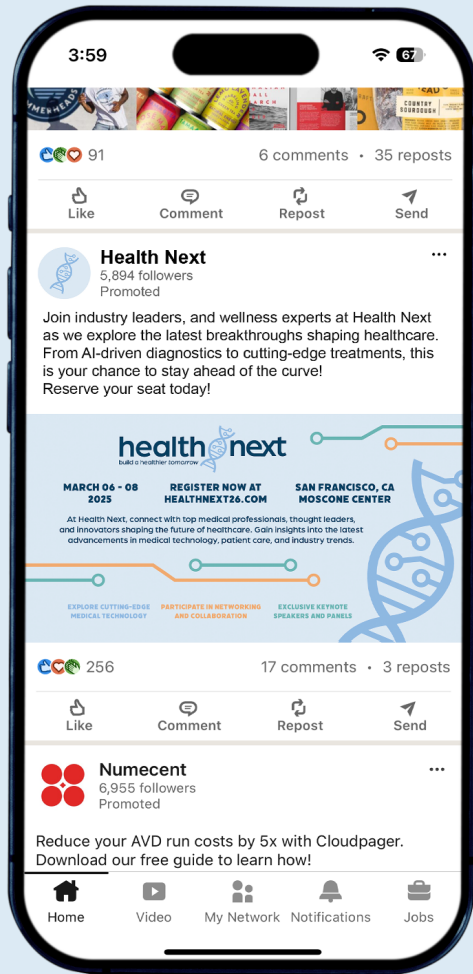 3:59
67
MMERHEADS
ALL
ARCH
SEAD
COUNTRY
SOURDOUGH
91
6 comments • 35 reposts
Like
Comment
Repost
Send
Health Next
5,894 followers
Promoted
Join industry leaders, and wellness experts at Health Next
as we explore the latest breakthroughs shaping healthcare.
From AI-driven diagnostics to cutting-edge treatments, this
is your chance to stay ahead of the curve!
Reserve your seat today!
health next
build a healthier tomorrow
MARCH 06 - 08
2025
REGISTER NOW AT
HEALTHNEXT26.COM
SAN FRANCISCO, CA
MOSCONE CENTER
At Health Next, connect with top medical professionals, thought leaders,
and innovators shaping the future of healthcare. Gain insights into the latest
advancements in medical technology, patient care, and industry trends.
EXPLORE CUTTING-EDGE
MEDICAL TECHNOLOGY
PARTICIPATE IN NETWORKING
AND COLLABORATION
EXCLUSIVE KEYNOTE
SPEAKERS AND PANELS
256
17 comments • 3 reposts
Like
Comment
Repost
Send
Numecent
6,955 followers
Promoted
Reduce your AVD run costs by 5x with Cloudpager.
Download our free guide to learn how!
Home
Video
My Network
Notifications
Jobs